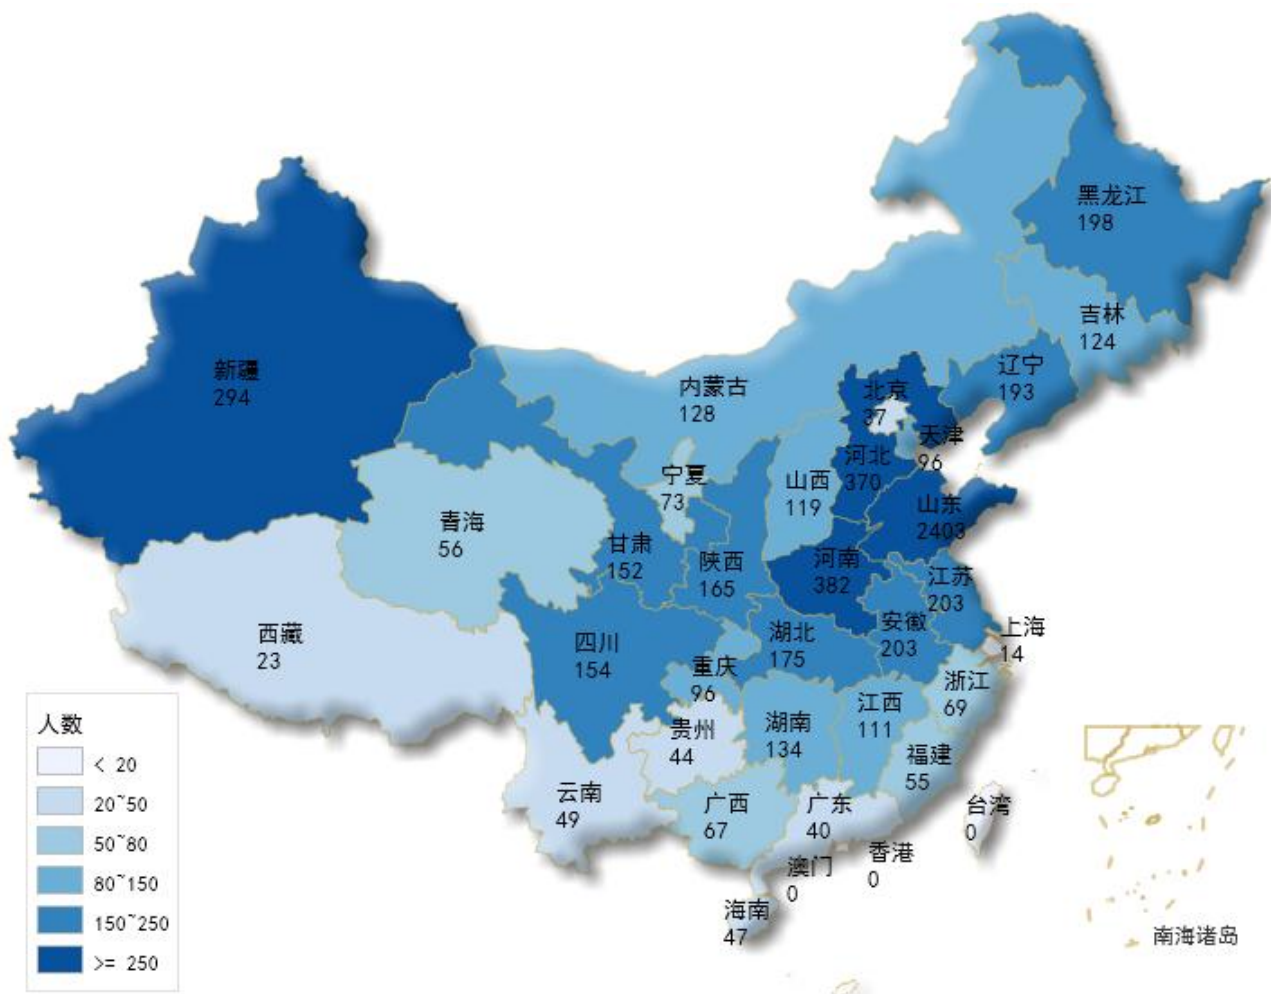 黑龙江
198
吉林
124
辽宁
193
新疆
294
内蒙古
128
北京
37
天津
96
河北
370
宁夏
73
山西
119
山东
2403
青海
56
甘肃
152
陕西
165
河南
382
江苏
203
安徽
203
上海
14
西藏
23
四川
154
湖北
175
重庆
96
浙江
69
江西
111
湖南
134
贵州
44
福建
55
云南
49
广西
67
广东
40
台湾
0
香港
0
澳门
0
海南
47
人数
< 20
20~50
50~80
80~150
150~250
>= 250
南海诸岛